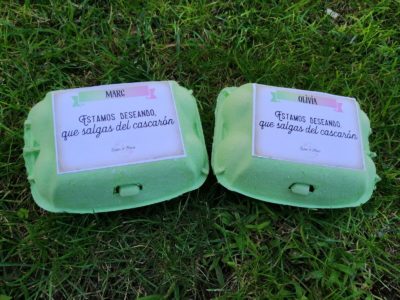 MARC
ESTAMOS DESEANDO,
que salgas del cascarón
OLIVIA
ESTAMOS DESEANDO,
que salgas del cascarón